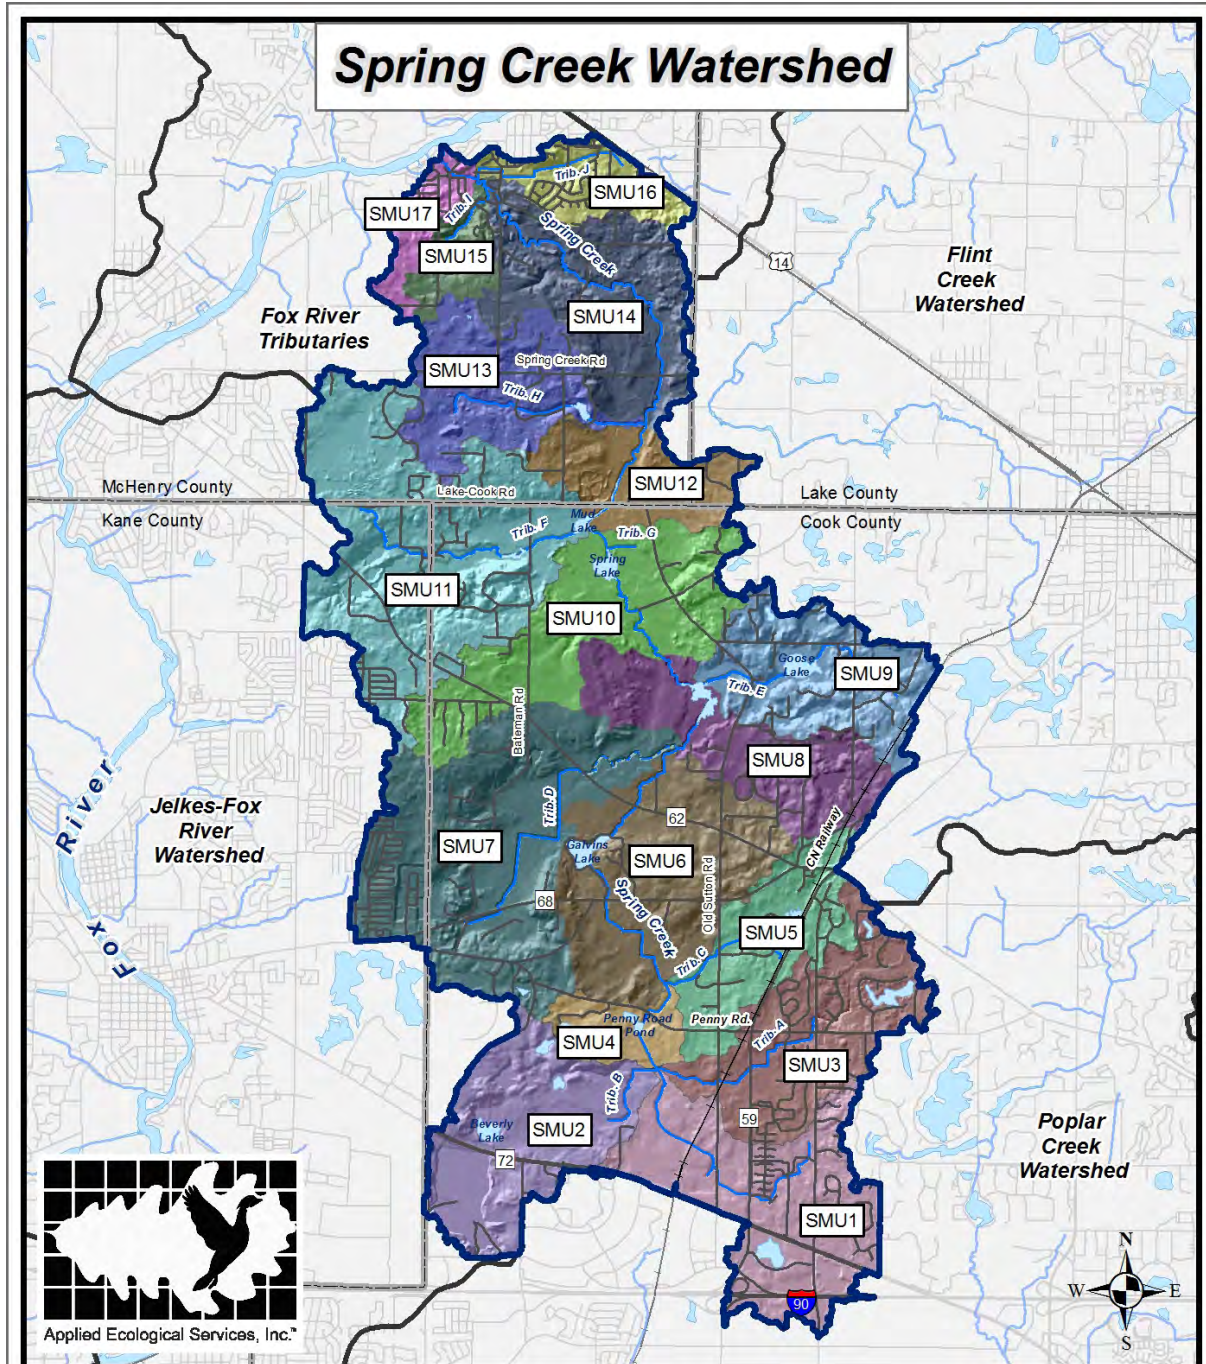 Spring Creek Watershed
Trib. J
SMU16
SMU17
Trib. I
Spring Creek
SMU15
14
Flint
Creek
Watershed
Fox River
Tributaries
SMU14
Spring Creek Rd
SMU13
Trib. H
McHenry County
Kane County
Lake-Cook Rd
SMU12
Lake County
Cook County
Mud
Lake
Trib. F
Trib. G
Spring
Lake
SMU11
SMU10
Goose
Lake
SMU9
Trib. E
Bateman Rd
SMU8
Fox River
Jelkes-Fox
River
Watershed
Trib. D
62
CN Railway
SMU7
Galvins
Lake
SMU6
Old Sutton Rd
68
Spring Creek
SMU5
Trib. C
Penny Road
Pond
Penny Rd.
Trib. A
SMU4
SMU3
Trib. B
Beverly
Lake
SMU2
59
Poplar
Creek
Watershed
72
SMU1
90
N
W
E
S
Applied Ecological Services, Inc.™